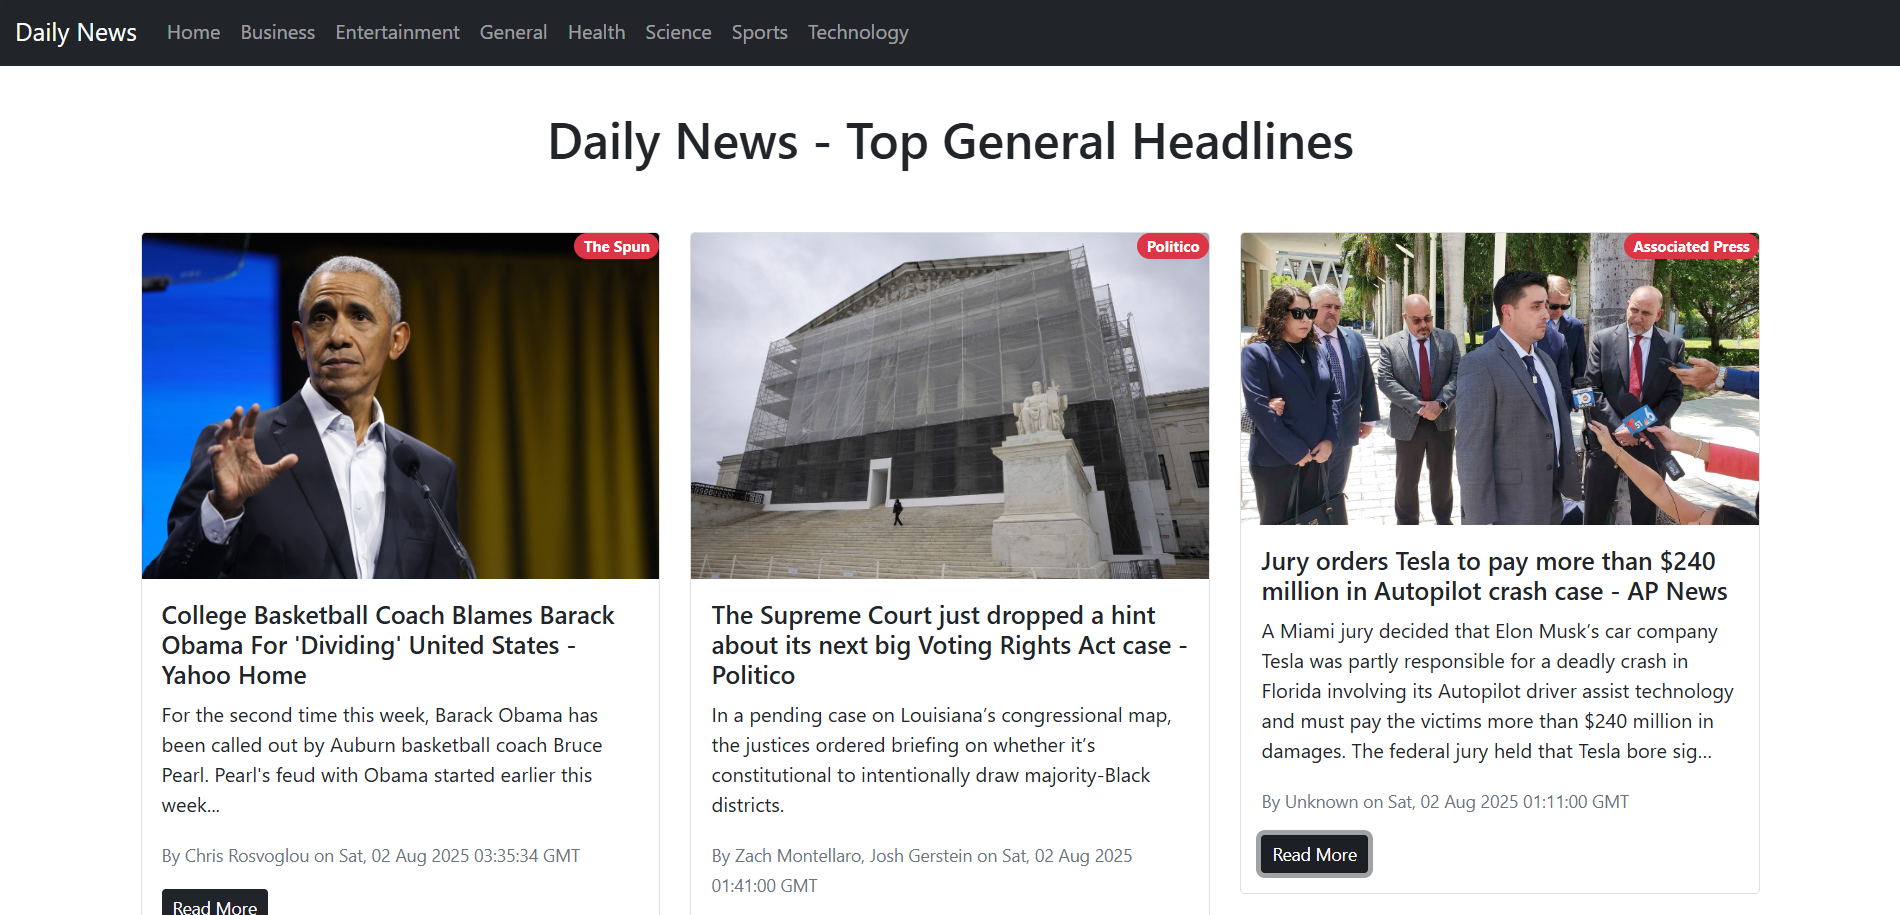 Daily News Home Business Entertainment General Health Science Sports Technology
Daily News - Top General Headlines
The Spun
College Basketball Coach Blames Barack
Obama For 'Dividing' United States -
Yahoo Home
For the second time this week, Barack Obama has
been called out by Auburn basketball coach Bruce
Pearl. Pearl's feud with Obama started earlier this
week...
By Chris Rosvoglou on Sat, 02 Aug 2025 03:35:34 GMT
Read More
Politico
The Supreme Court just dropped a hint
about its next big Voting Rights Act case -
Politico
In a pending case on Louisiana’s congressional map,
the justices ordered briefing on whether it’s
constitutional to intentionally draw majority-Black
districts.
By Zach Montellaro, Josh Gerstein on Sat, 02 Aug 2025
01:41:00 GMT
Associated Press
Jury orders Tesla to pay more than $240
million in Autopilot crash case - AP News
A Miami jury decided that Elon Musk’s car company
Tesla was partly responsible for a deadly crash in
Florida involving its Autopilot driver assist technology
and must pay the victims more than $240 million in
damages. The federal jury held that Tesla bore sig...
By Unknown on Sat, 02 Aug 2025 01:11:00 GMT
Read More